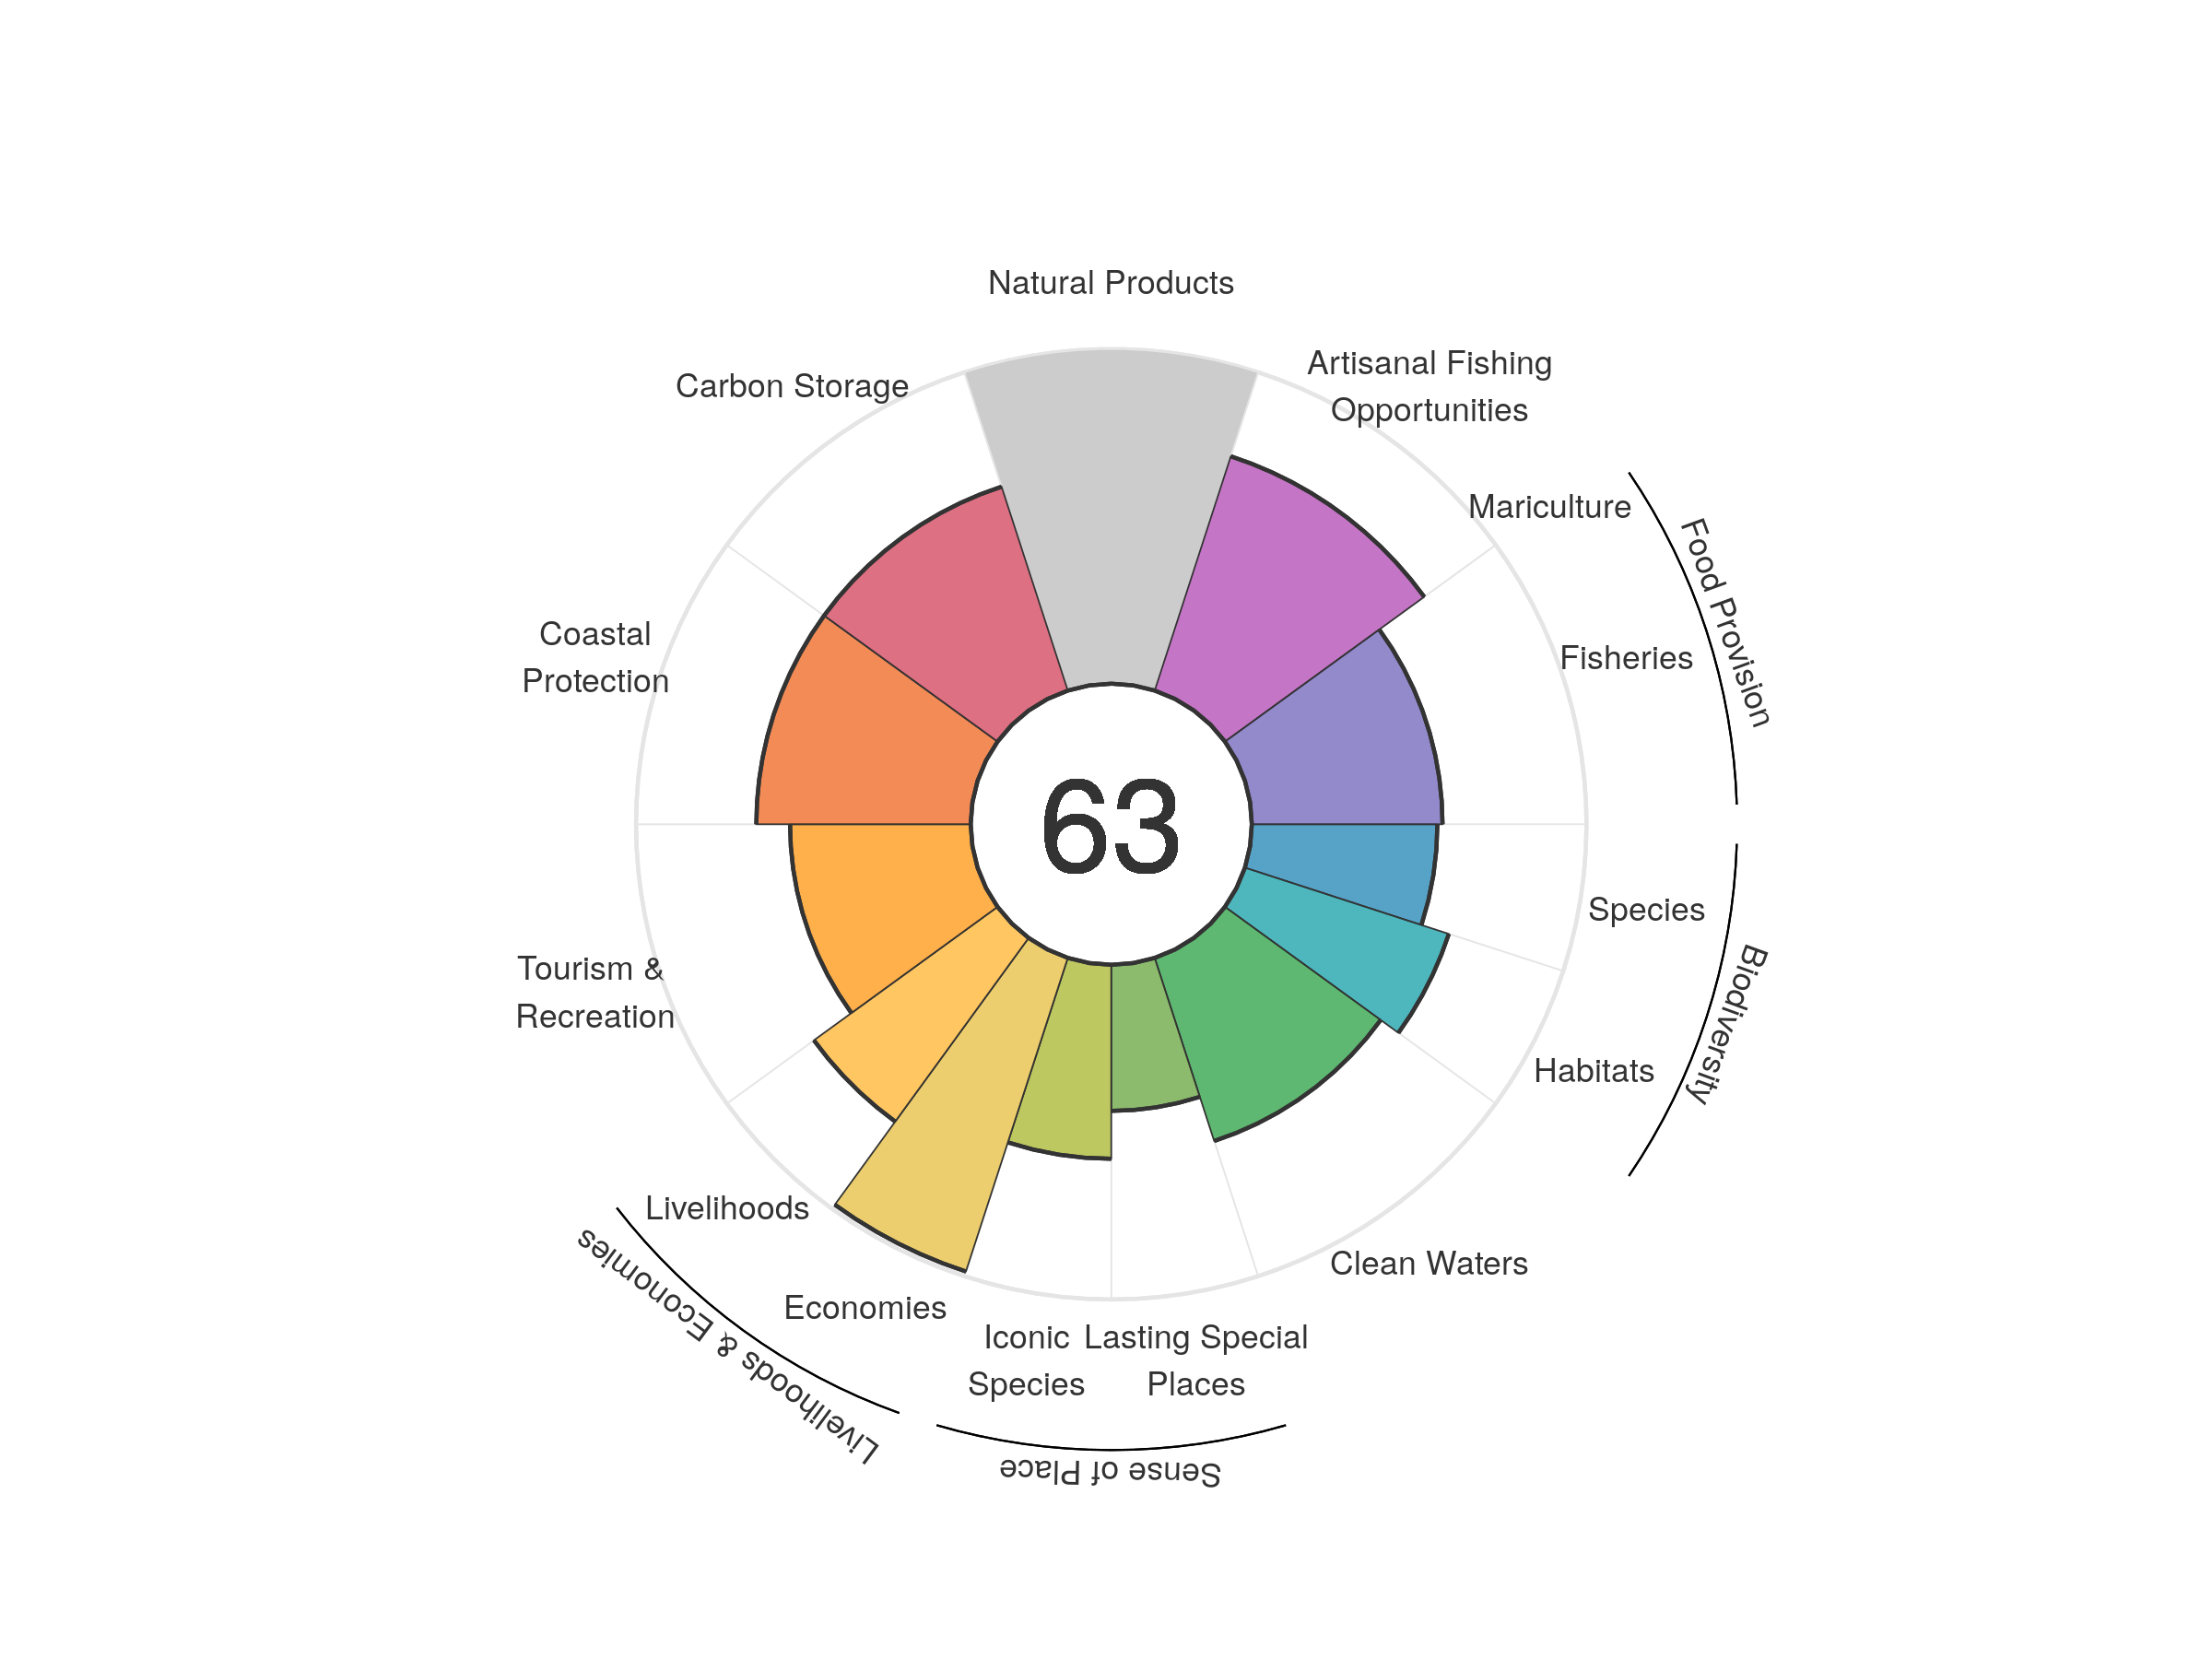 Natural Products
Artisanal Fishing
Opportunities
Carbon Storage
Mariculture
Food Provision
Fisheries
Coastal
Protection
63
Species
Biodiversity
Tourism &
Recreation
Habitats
Livelihoods
Clean Waters
Livelihoods & Economies
Economies
Iconic
Species
Lasting Special
Places
Sense of Place